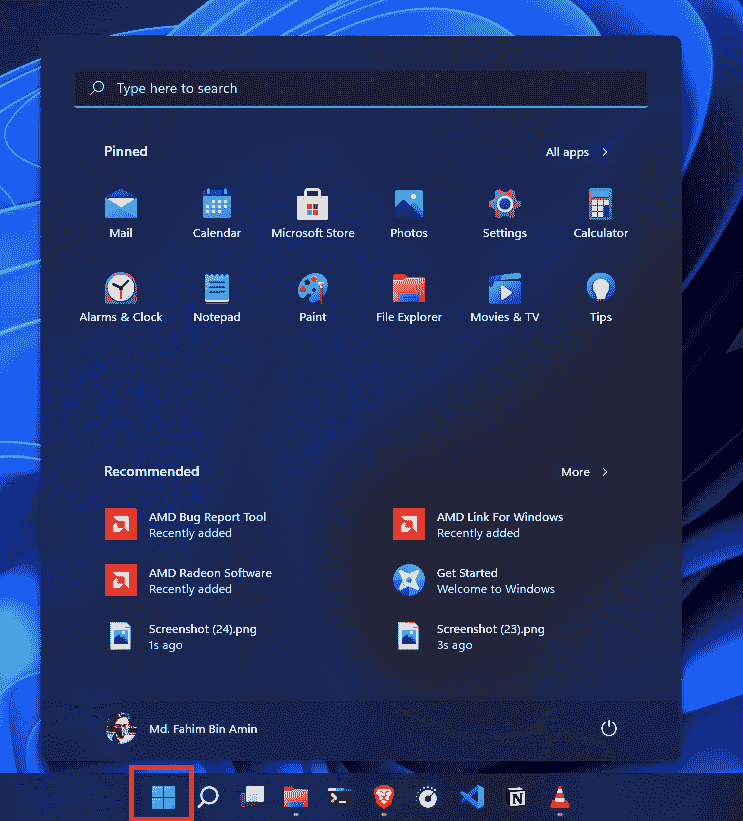 Type here to search
Pinned
All apps
Mail
Calendar
Microsoft Store
Photos
Settings
Calculator
Alarms & Clock
Notepad
Paint
File Explorer
Movies & TV
Tips
Recommended
More
AMD Bug Report Tool
Recently added
AMD Link For Windows
Recently added
AMD Radeon Software
Recently added
Get Started
Welcome to Windows
Screenshot (24).png
1s ago
Screenshot (23).png
3s ago
Md. Fahim Bin Amin